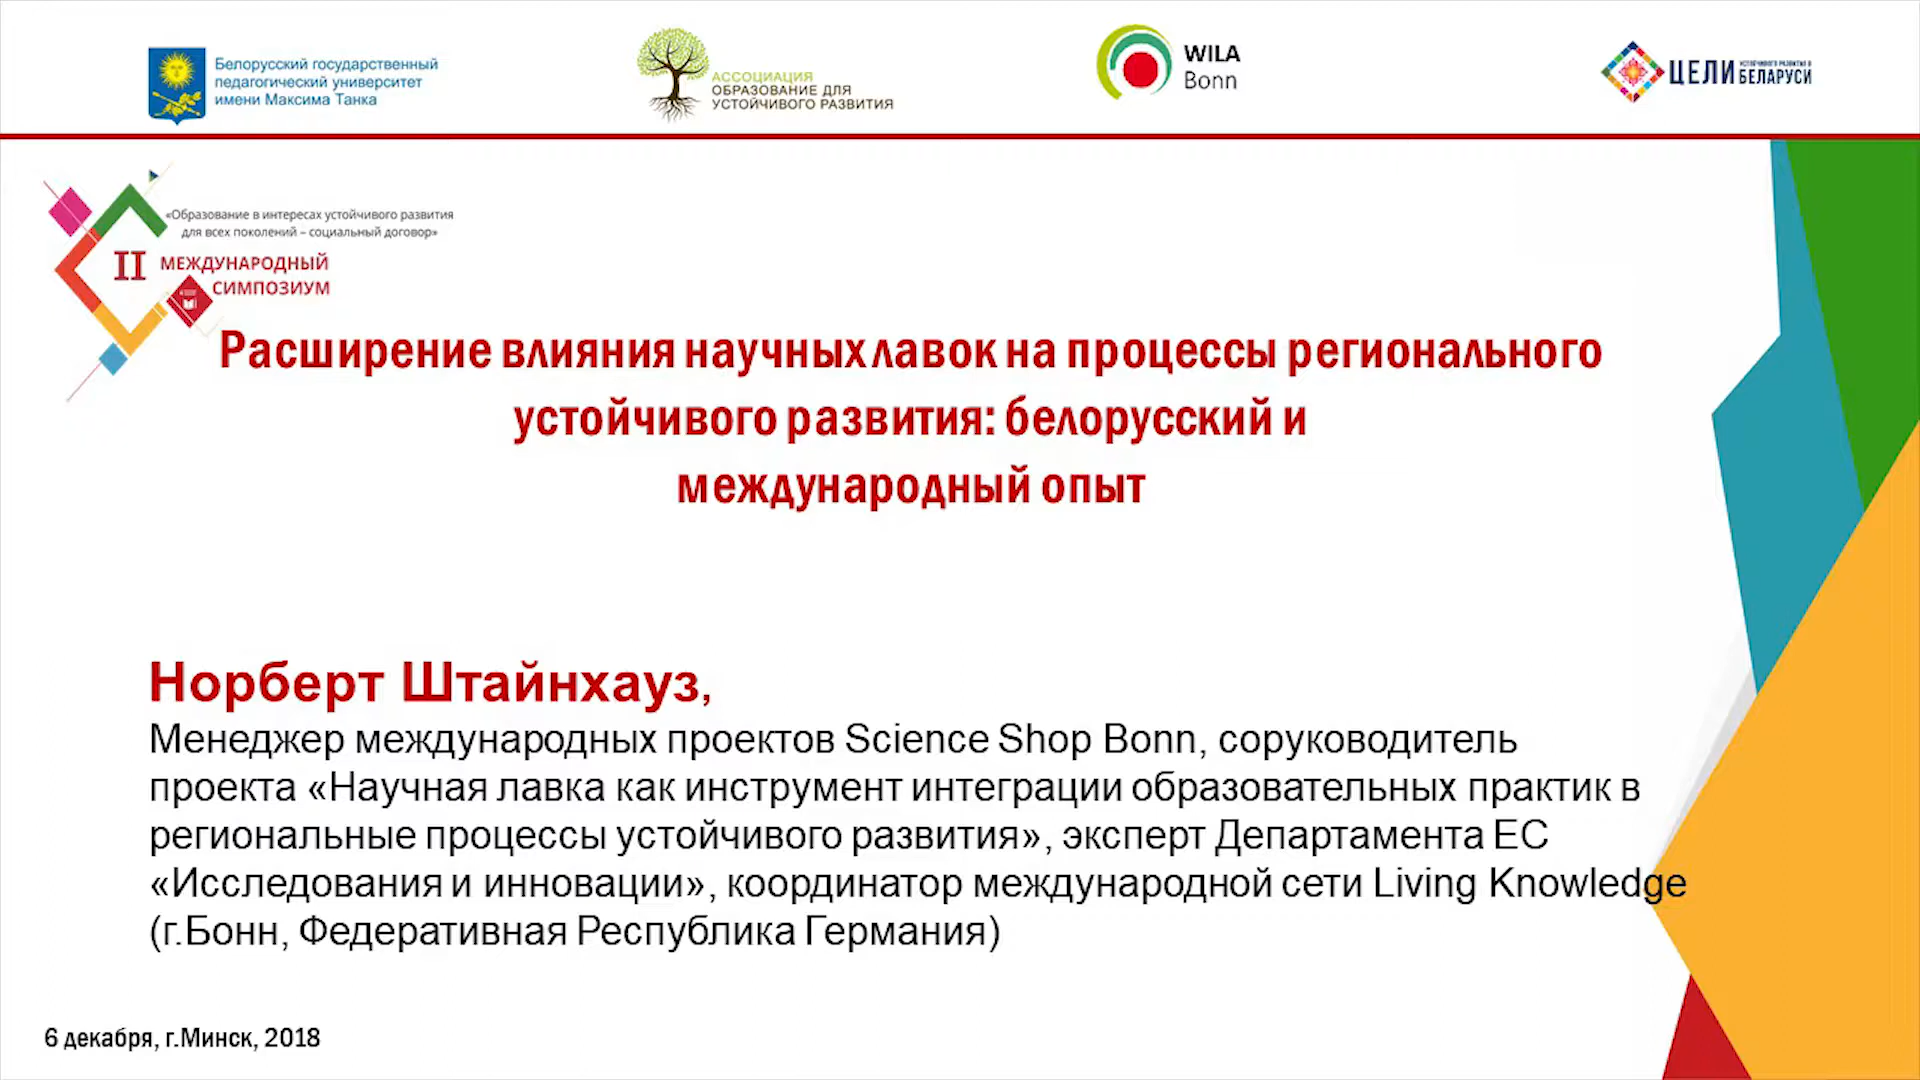 Белорусский государственный
педагогический университет
имени Максима Танка
АССОЦИАЦИЯ
ОБРАЗОВАНИЕ ДЛЯ
УСТОЙЧИВОГО РАЗВИТИЯ
WILA
Bonn
ЦЕЛИ УСТОЙЧИВОГО РАЗВИТИЯ В
БЕЛАРУСИ
«Образование в интересах устойчивого развития
для всех поколений – социальный договор»
II МЕЖДУНАРОДНЫЙ
СИМПОЗИУМ
Расширение влияния научных лавок на процессы регионального
устойчивого развития: белорусский и
международный опыт
Норберт Штайнхауз,
Менеджер международных проектов Science Shop Bonn, соруководитель
проекта «Научная лавка как инструмент интеграции образовательных практик в
региональные процессы устойчивого развития», эксперт Департамента ЕС
«Исследования и инновации», координатор международной сети Living Knowledge
(г.Бонн, Федеративная Республика Германия)
6 декабря, г.Минск, 2018